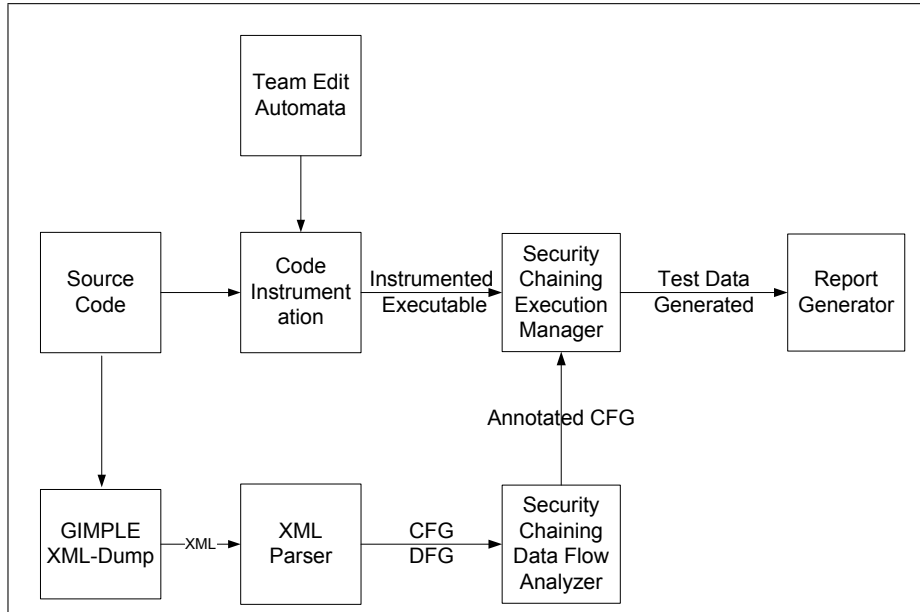 Team Edit
Automata
Source
Code
Code
Instrument
ation
Instrumented
Executable
Security
Chaining
Execution
Manager
Test Data
Generated
Report
Generator
Annotated CFG
GIMPLE
XML-Dump
XML
XML
Parser
CFG
DFG
Security
Chaining
Data Flow
Analyzer